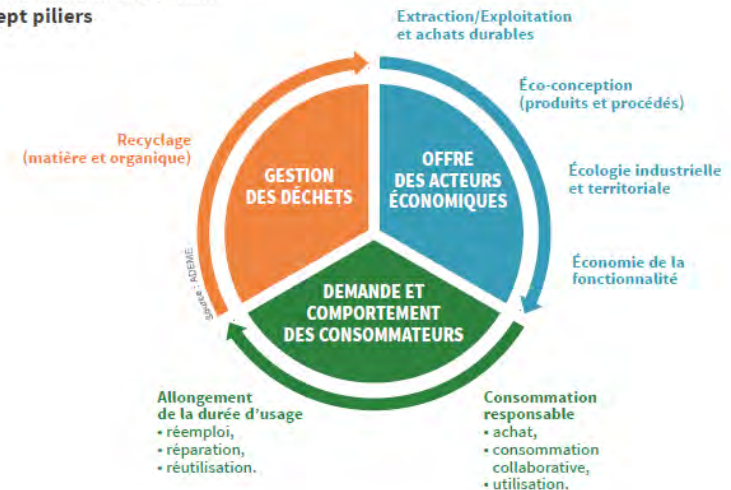 ept piliers
Extraction/Exploitation
et achats durables
Éco-conception
(produits et procédés)
Écologie industrielle
et territoriale
Économie de la
fonctionnalité
Recyclage
(matière et organique)
GESTION
DES DÉCHETS
OFFRE
DES ACTEURS
ÉCONOMIQUES
DEMANDE ET
COMPORTEMENT
DES CONSOMMATEURS
Source : ADEME
Allongement
de la durée d'usage
• réemploi,
• réparation,
• réutilisation.
Consommation
responsable
• achat,
• consommation
collaborative,
• utilisation.